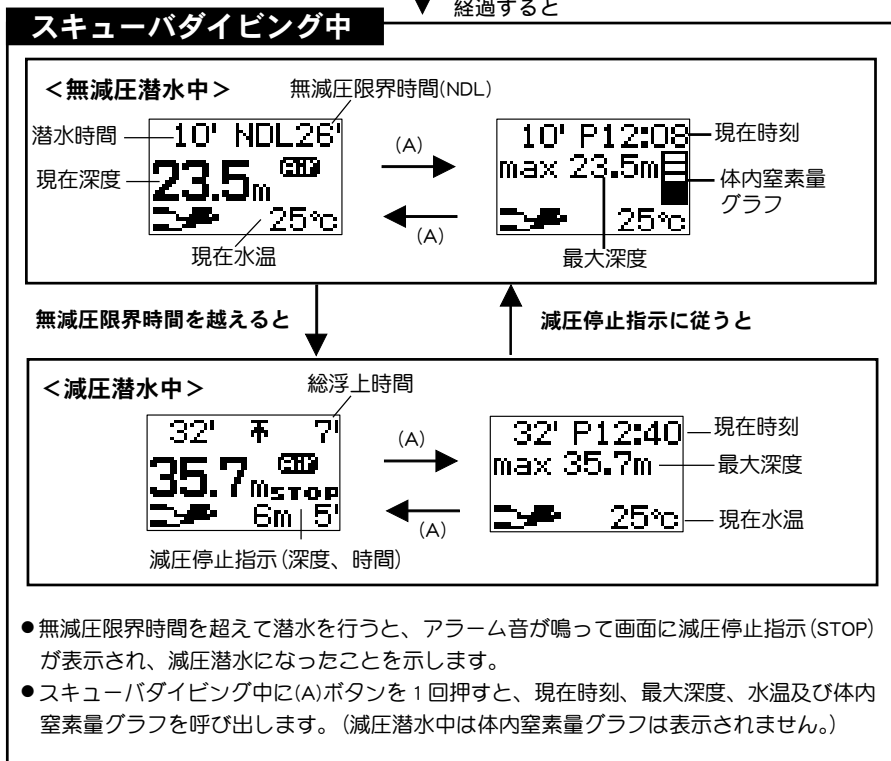 ▼ 経過すると
スキューバダイビング中
＜無減圧潜水中＞
無減圧限界時間(NDL)
潜水時間
現在深度
10' NDL26'
23.5m Air
25℃
現在水温
(A)
(A)
10' P12:08
max 23.5m
25℃
現在時刻
体内窒素量
グラフ
最大深度
無減圧限界時間を越えると
減圧停止指示に従うと
＜減圧潜水中＞
総浮上時間
32' 7'
35.7m Air
STOP
6m 5'
減圧停止指示(深度、時間)
(A)
(A)
32' P12:40
max 35.7m
25℃
現在時刻
最大深度
現在水温
●無減圧限界時間を超えて潜水を行うと、アラーム音が鳴って画面に減圧停止指示(STOP)
が表示され、減圧潜水になったことを示します。
●スキューバダイビング中に(A)ボタンを1回押すと、現在時刻、最大深度、水温及び体内
窒素量グラフを呼び出します。(減圧潜水中は体内窒素量グラフは表示されません。)